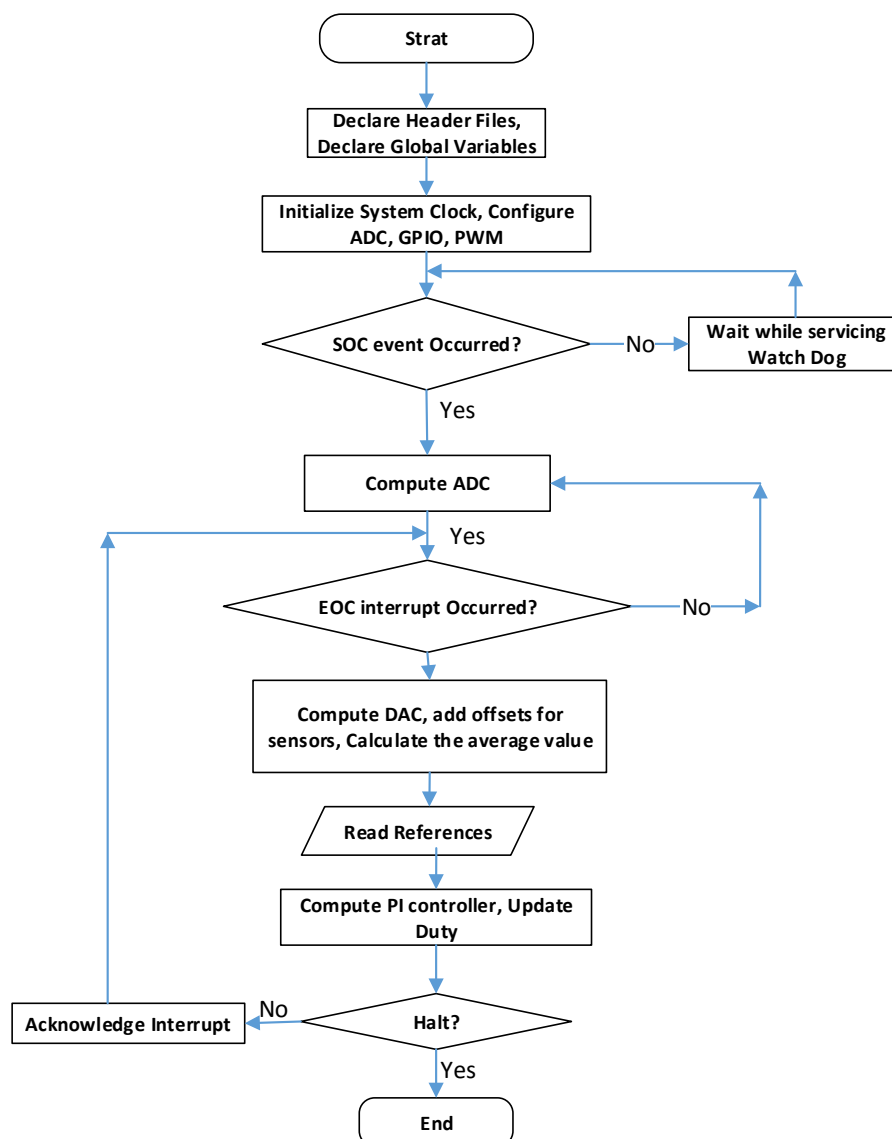 Strat
Declare Header Files,
Declare Global Variables
Initialize System Clock, Configure
ADC, GPIO, PWM
SOC event Occurred?
No
Wait while servicing
Watch Dog
Yes
Compute ADC
Yes
EOC interrupt Occurred?
No
Compute DAC, add offsets for
sensors, Calculate the average value
Read References
Compute PI controller, Update
Duty
Halt?
No
Acknowledge Interrupt
Yes
End